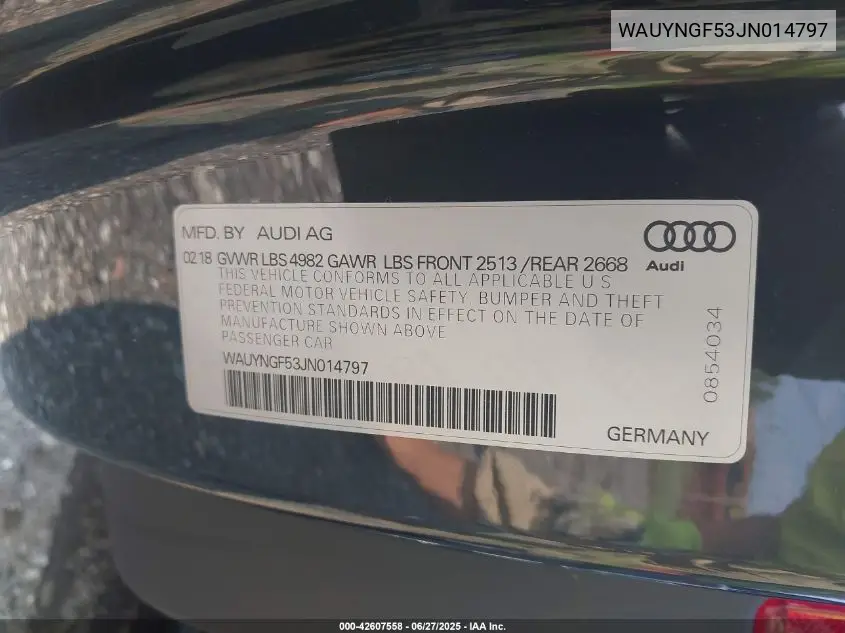 WAUYNGF53JN014797
MFD. BY AUDI AG
Audi
02 18 GVWR LBS 4982 GAWR LBS FRONT 2513 /REAR 2668
THIS VEHICLE CONFORMS TO ALL APPLICABLE U S
FEDERAL MOTOR VEHICLE SAFETY, BUMPER AND THEFT
PREVENTION STANDARDS IN EFFECT ON THE DATE OF
MANUFACTURE SHOWN ABOVE
PASSENGER CAR
WAUYNGF53JN014797
0854034
GERMANY
000-42607558 - 06/27/2025 - IAA Inc.